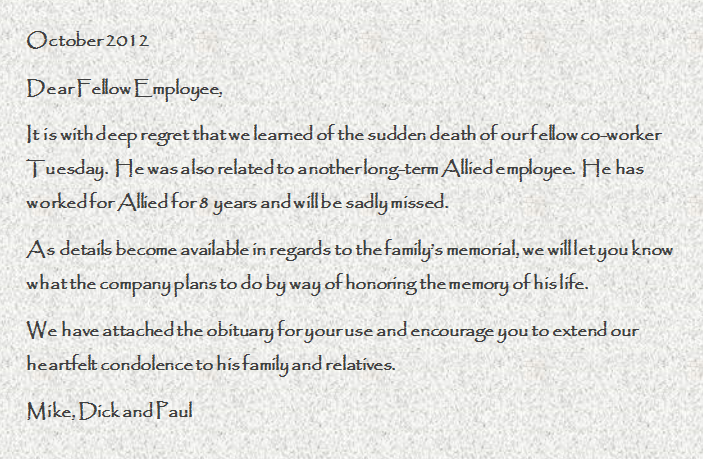 October 2012
Dear Fellow Employee,
It is with deep regret that we learned of the sudden death of our fellow co-worker
Tuesday. He was also related to another long-term Allied employee. He has
worked for Allied for 8 years and will be sadly missed.
As details become available in regards to the family's memorial, we will let you know
what the company plans to do by way of honoring the memory of his life.
We have attached the obituary for your use and encourage you to extend our
heartfelt condolence to his family and relatives.
Mike, Dick and Paul